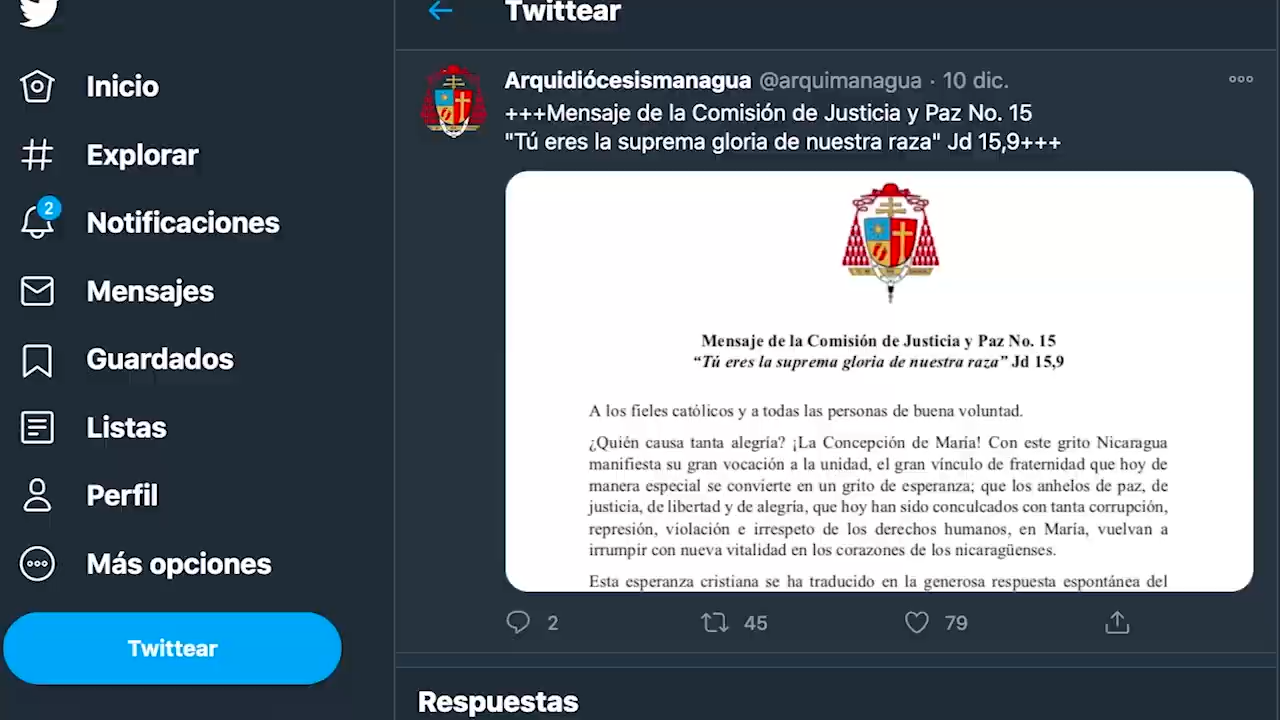 Twittear
Inicio
Explorar
2
Notificaciones
Mensajes
Guardados
Listas
Perfil
Más opciones
Twittear
Arquidiócesismanagua @arquimanagua · 10 dic.
+++Mensaje de la Comisión de Justicia y Paz No. 15
"Tú eres la suprema gloria de nuestra raza" Jd 15,9+++
Mensaje de la Comisión de Justicia y Paz No. 15
“Tú eres la suprema gloria de nuestra raza” Jd 15,9
A los fieles católicos y a todas las personas de buena voluntad.
¿Quién causa tanta alegría? ¡La Concepción de María! Con este grito Nicaragua
manifiesta su gran vocación a la unidad, el gran vínculo de fraternidad que hoy de
manera especial se convierte en un grito de esperanza; que los anhelos de paz, de
justicia, de libertad y de alegría, que hoy han sido conculcados con tanta corrupción,
represión, violación e irrespeto de los derechos humanos, en María, vuelvan a
irrumpir con nueva vitalidad en los corazones de los nicaragüenses.
Esta esperanza cristiana se ha traducido en la generosa respuesta espontánea del
2 45 79
Respuestas